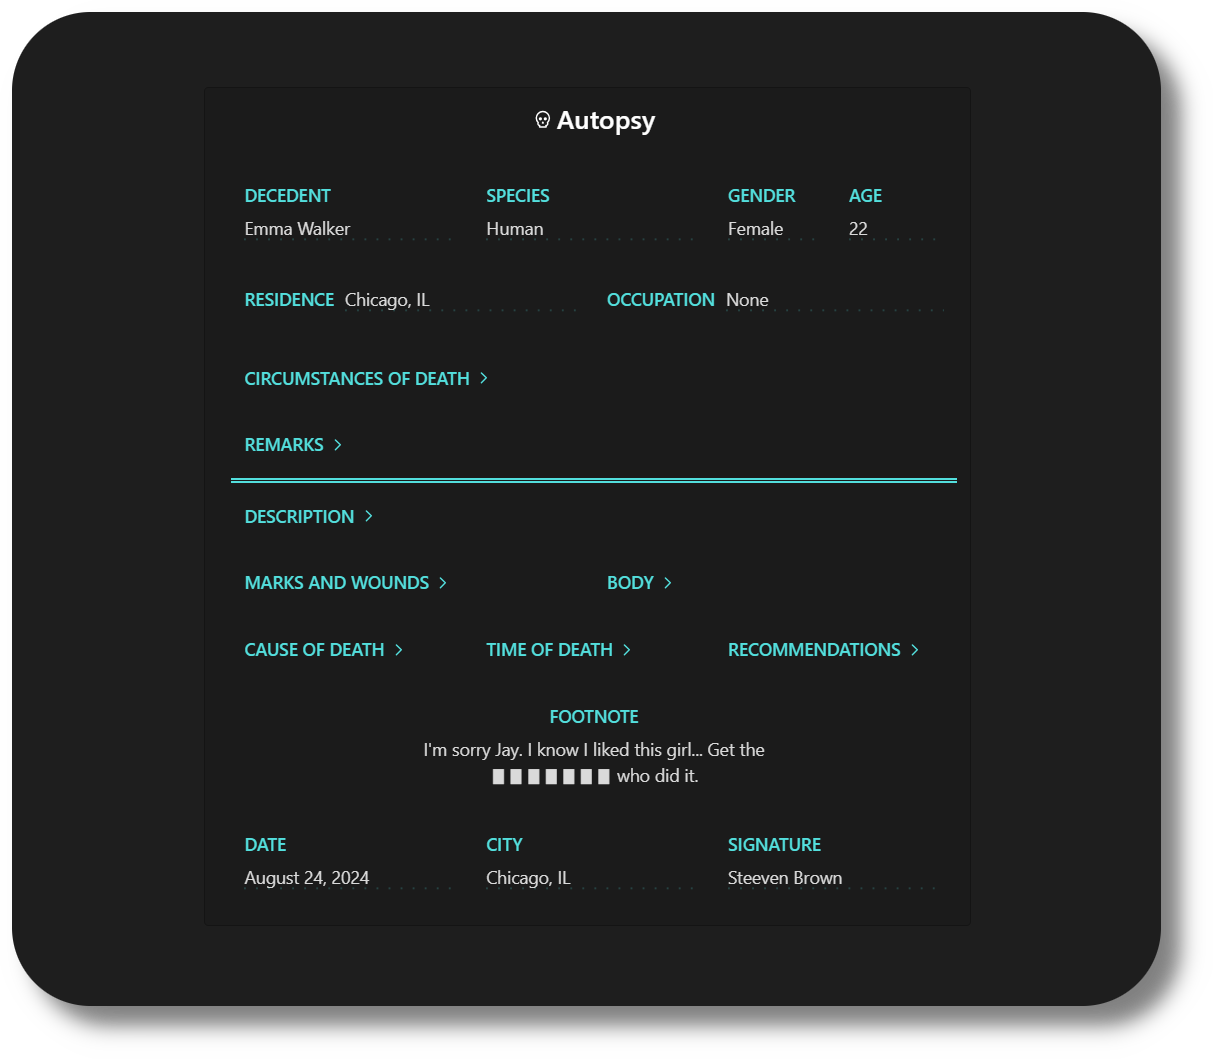 Autopsy
DECEDENT SPECIES GENDER AGE
Emma Walker Human Female 22
RESIDENCE Chicago, IL OCCUPATION None
CIRCUMSTANCES OF DEATH >
REMARKS >
DESCRIPTION >
MARKS AND WOUNDS > BODY >
CAUSE OF DEATH > TIME OF DEATH > RECOMMENDATIONS >
FOOTNOTE
I'm sorry Jay. I know I liked this girl... Get the
█ █ █ █ █ █ █ who did it.
DATE CITY SIGNATURE
August 24, 2024 Chicago, IL Steeven Brown